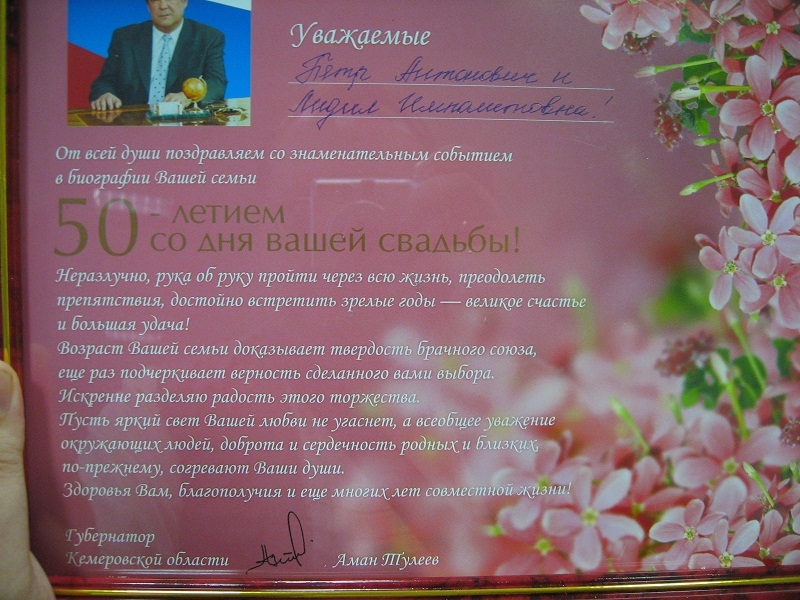 Уважаемые
Пётр Антонович и
Лидия !
От всей души поздравляем со знаменательным событием
в биографии Вашей семьи
50 - летием
со дня вашей свадьбы!
Неразлучно, рука об руку пройти через всю жизнь, преодолеть
препятствия, достойно встретить зрелые годы — великое счастье
и большая удача!
Возраст Вашей семьи доказывает твердость брачного союза,
еще раз подчеркивает верность сделанного вами выбора.
Искренне разделяю радость этого торжества.
Пусть яркий свет Вашей любви не угаснет, а всеобщее уважение
окружающих людей, доброта и сердечность родных и близких,
по-прежнему, согревают Ваши души.
Здоровья Вам, благополучия и еще многих лет совместной жизни!
Губернатор
Кемеровской области Аман Тулеев